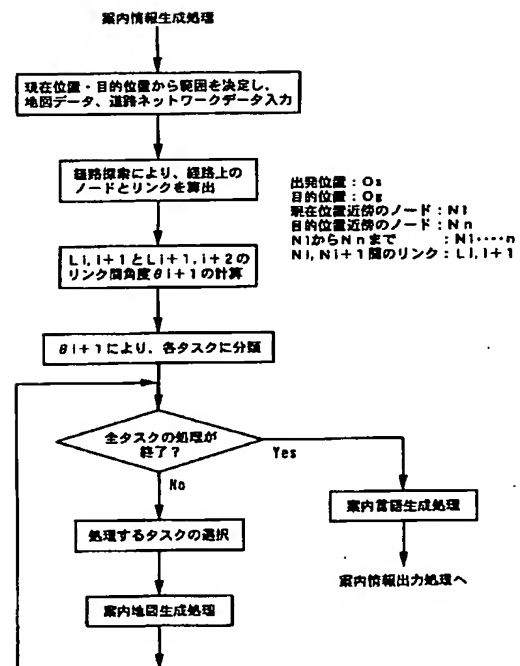 案内情報生成処理
現在位置・目的位置から範囲を決定し、
地図データ、道路ネットワークデータ入力
経路探索により、経路上の
ノードとリンクを算出
出発位置：Os
目的位置：Og
現在位置近傍のノード：N1
目的位置近傍のノード：Nn
N1からNnまで　　　：N1‥‥n
Ni,Ni+1間のリンク：Li,i+1
Li,i+1とLi+1,i+2の
リンク間角度θi+1の計算
θi+1により、各タスクに分類
全タスクの処理が
終了？
Yes
No
案内言語生成処理
処理するタスクの選択
案内情報出力処理へ
案内地図生成処理